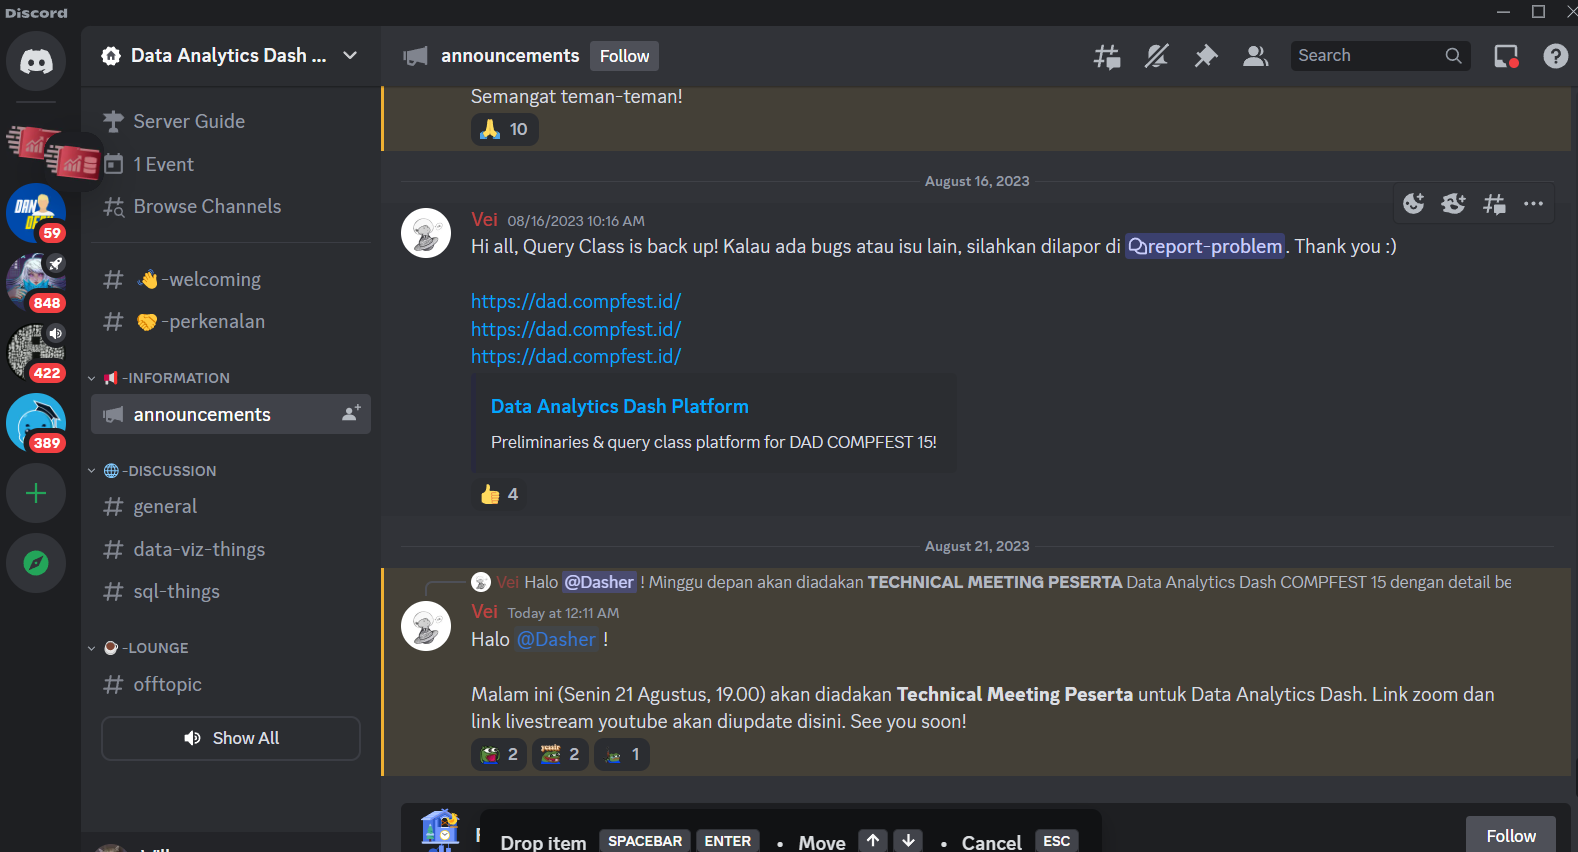 Discord
Data Analytics Dash ...
announcements
Follow
Search
Server Guide
1 Event
Browse Channels
59
848
422
389
👋-welcoming
🤝-perkenalan
-INFORMATION
announcements
-DISCUSSION
general
data-viz-things
sql-things
-LOUNGE
offtopic
Show All
Semangat teman-teman!
10
August 16, 2023
Vei 08/16/2023 10:16 AM
Hi all, Query Class is back up! Kalau ada bugs atau isu lain, silahkan dilapor di report-problem. Thank you :)
https://dad.compfest.id/
https://dad.compfest.id/
https://dad.compfest.id/
Data Analytics Dash Platform
Preliminaries & query class platform for DAD COMPFEST 15!
4
August 21, 2023
Vei Halo @Dasher ! Minggu depan akan diadakan TECHNICAL MEETING PESERTA Data Analytics Dash COMPFEST 15 dengan detail be
Vei Today at 12:11 AM
Halo @Dasher !
Malam ini (Senin 21 Agustus, 19.00) akan diadakan Technical Meeting Peserta untuk Data Analytics Dash. Link zoom dan
link livestream youtube akan diupdate disini. See you soon!
2 2 1
Drop item SPACEBAR ENTER • Move ↑ ↓ • Cancel ESC
Follow